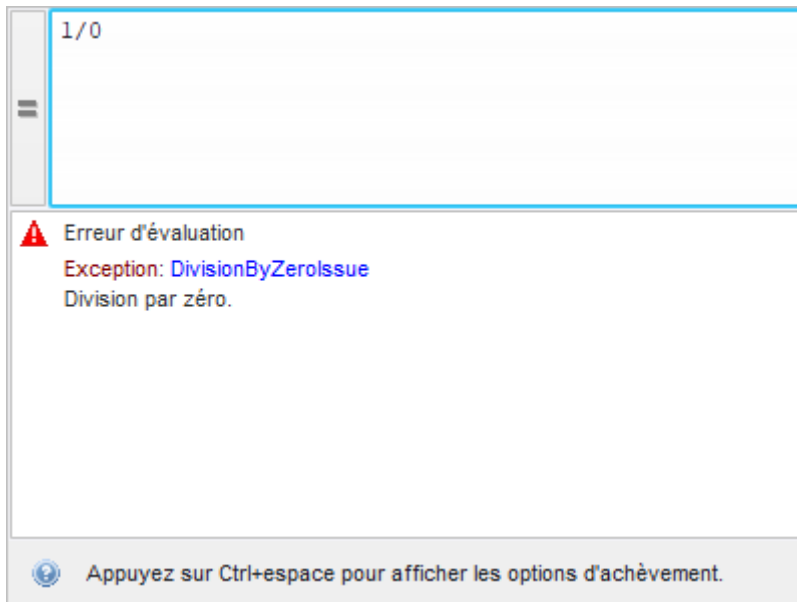 1/0
=
Erreur d'évaluation
Exception: DivisionByZeroIssue
Division par zéro.
Appuyez sur Ctrl+espace pour afficher les options d'achèvement.